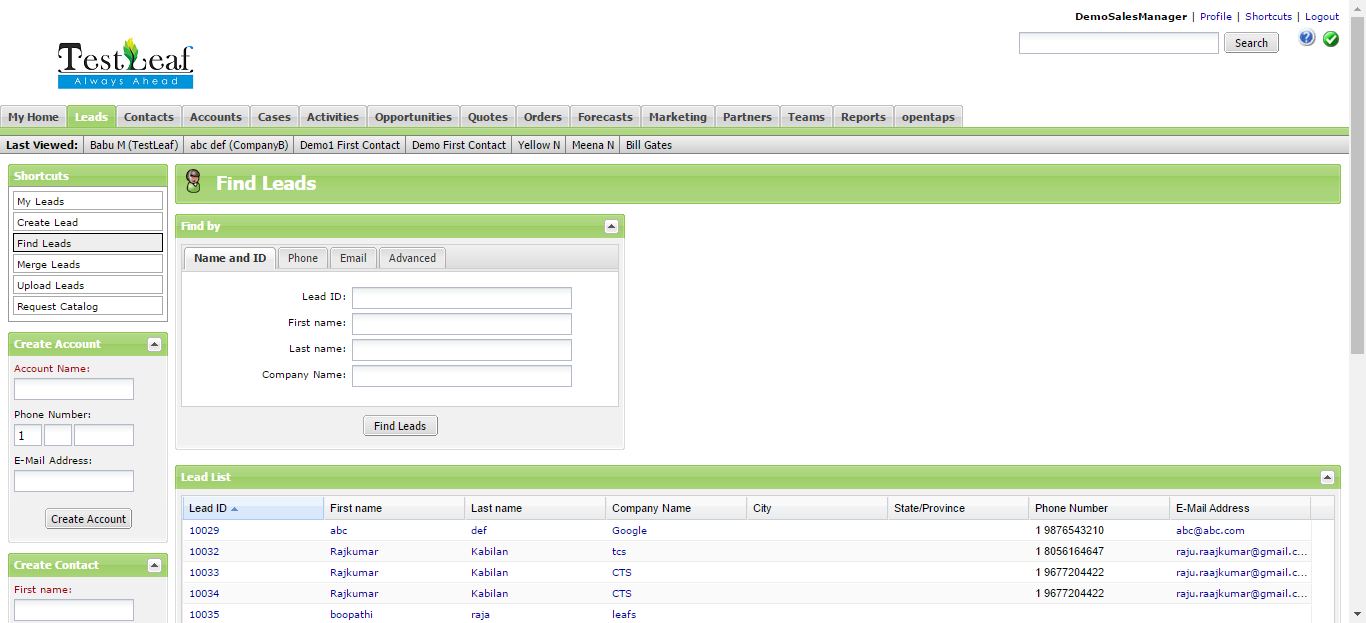 DemoSalesManager | Profile | Shortcuts | Logout
Search
TestLeaf
Always Ahead
My Home Leads Contacts Accounts Cases Activities Opportunities Quotes Orders Forecasts Marketing Partners Teams Reports opentaps
Last Viewed: Babu M (TestLeaf) abc def (CompanyB) Demo1 First Contact Demo First Contact Yellow N Meena N Bill Gates
Shortcuts
My Leads
Create Lead
Find Leads
Merge Leads
Upload Leads
Request Catalog
Create Account
Account Name:
Phone Number:
1
E-Mail Address:
Create Account
Create Contact
First name:
Find Leads
Find by
Name and ID Phone Email Advanced
Lead ID:
First name:
Last name:
Company Name:
Find Leads
Lead List
Lead ID First name Last name Company Name City State/Province Phone Number E-Mail Address
10029 abc def Google 1 9876543210 abc@abc.com
10032 Rajkumar Kabilan tcs 1 8056164647 raju.raajkumar@gmail.c...
10033 Rajkumar Kabilan CTS 1 9677204422 raju.raajkumar@gmail.c...
10034 Rajkumar Kabilan CTS 1 9677204422 raju.raajkumar@gmail.c...
10035 boopathi raja leafs